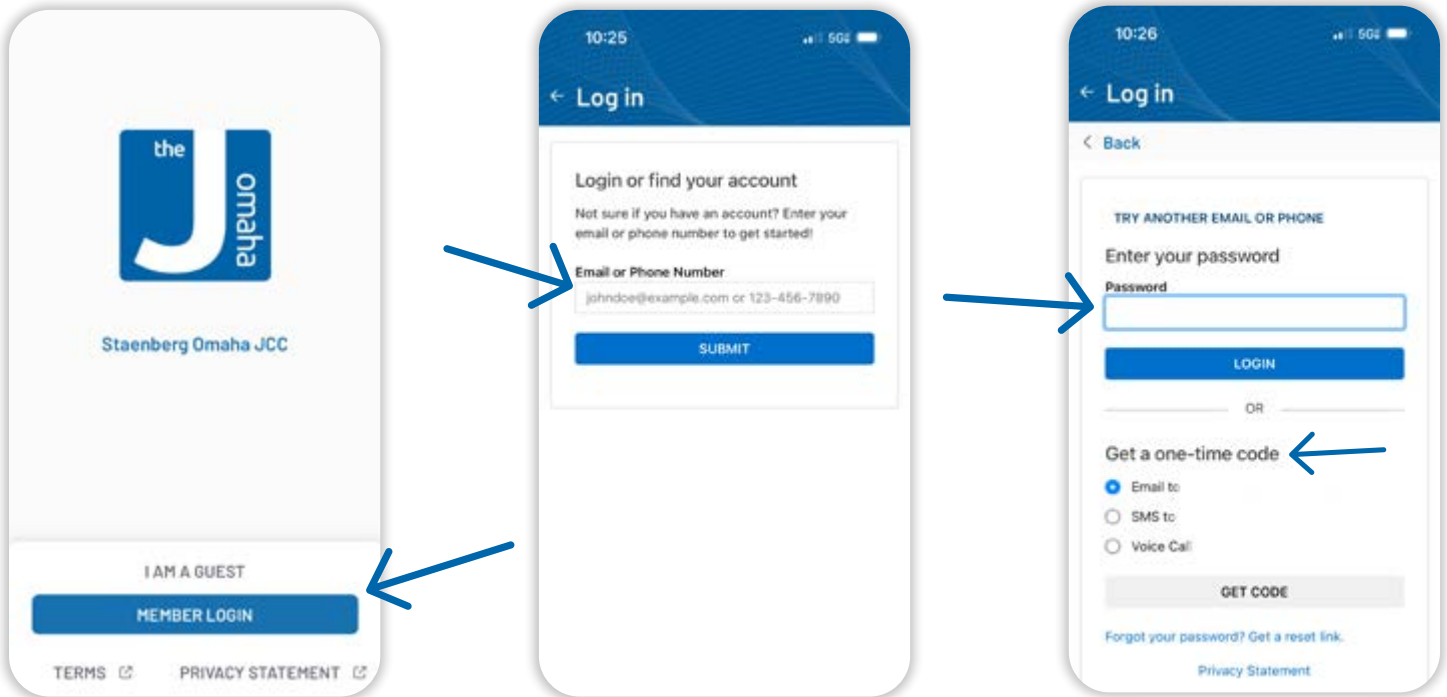 the
J
omaha
Staenberg Omaha JCC
I AM A GUEST
MEMBER LOGIN
TERMS
PRIVACY STATEMENT
10:25
Log in
Login or find your account
Not sure if you have an account? Enter your
email or phone number to get started!
Email or Phone Number
johndoe@example.com or 123-456-7890
SUBMIT
10:26
Log in
Back
TRY ANOTHER EMAIL OR PHONE
Enter your password
Password
LOGIN
OR
Get a one-time code
Email to
SMS to
Voice Call
GET CODE
Forgot your password? Get a reset link.
Privacy Statement